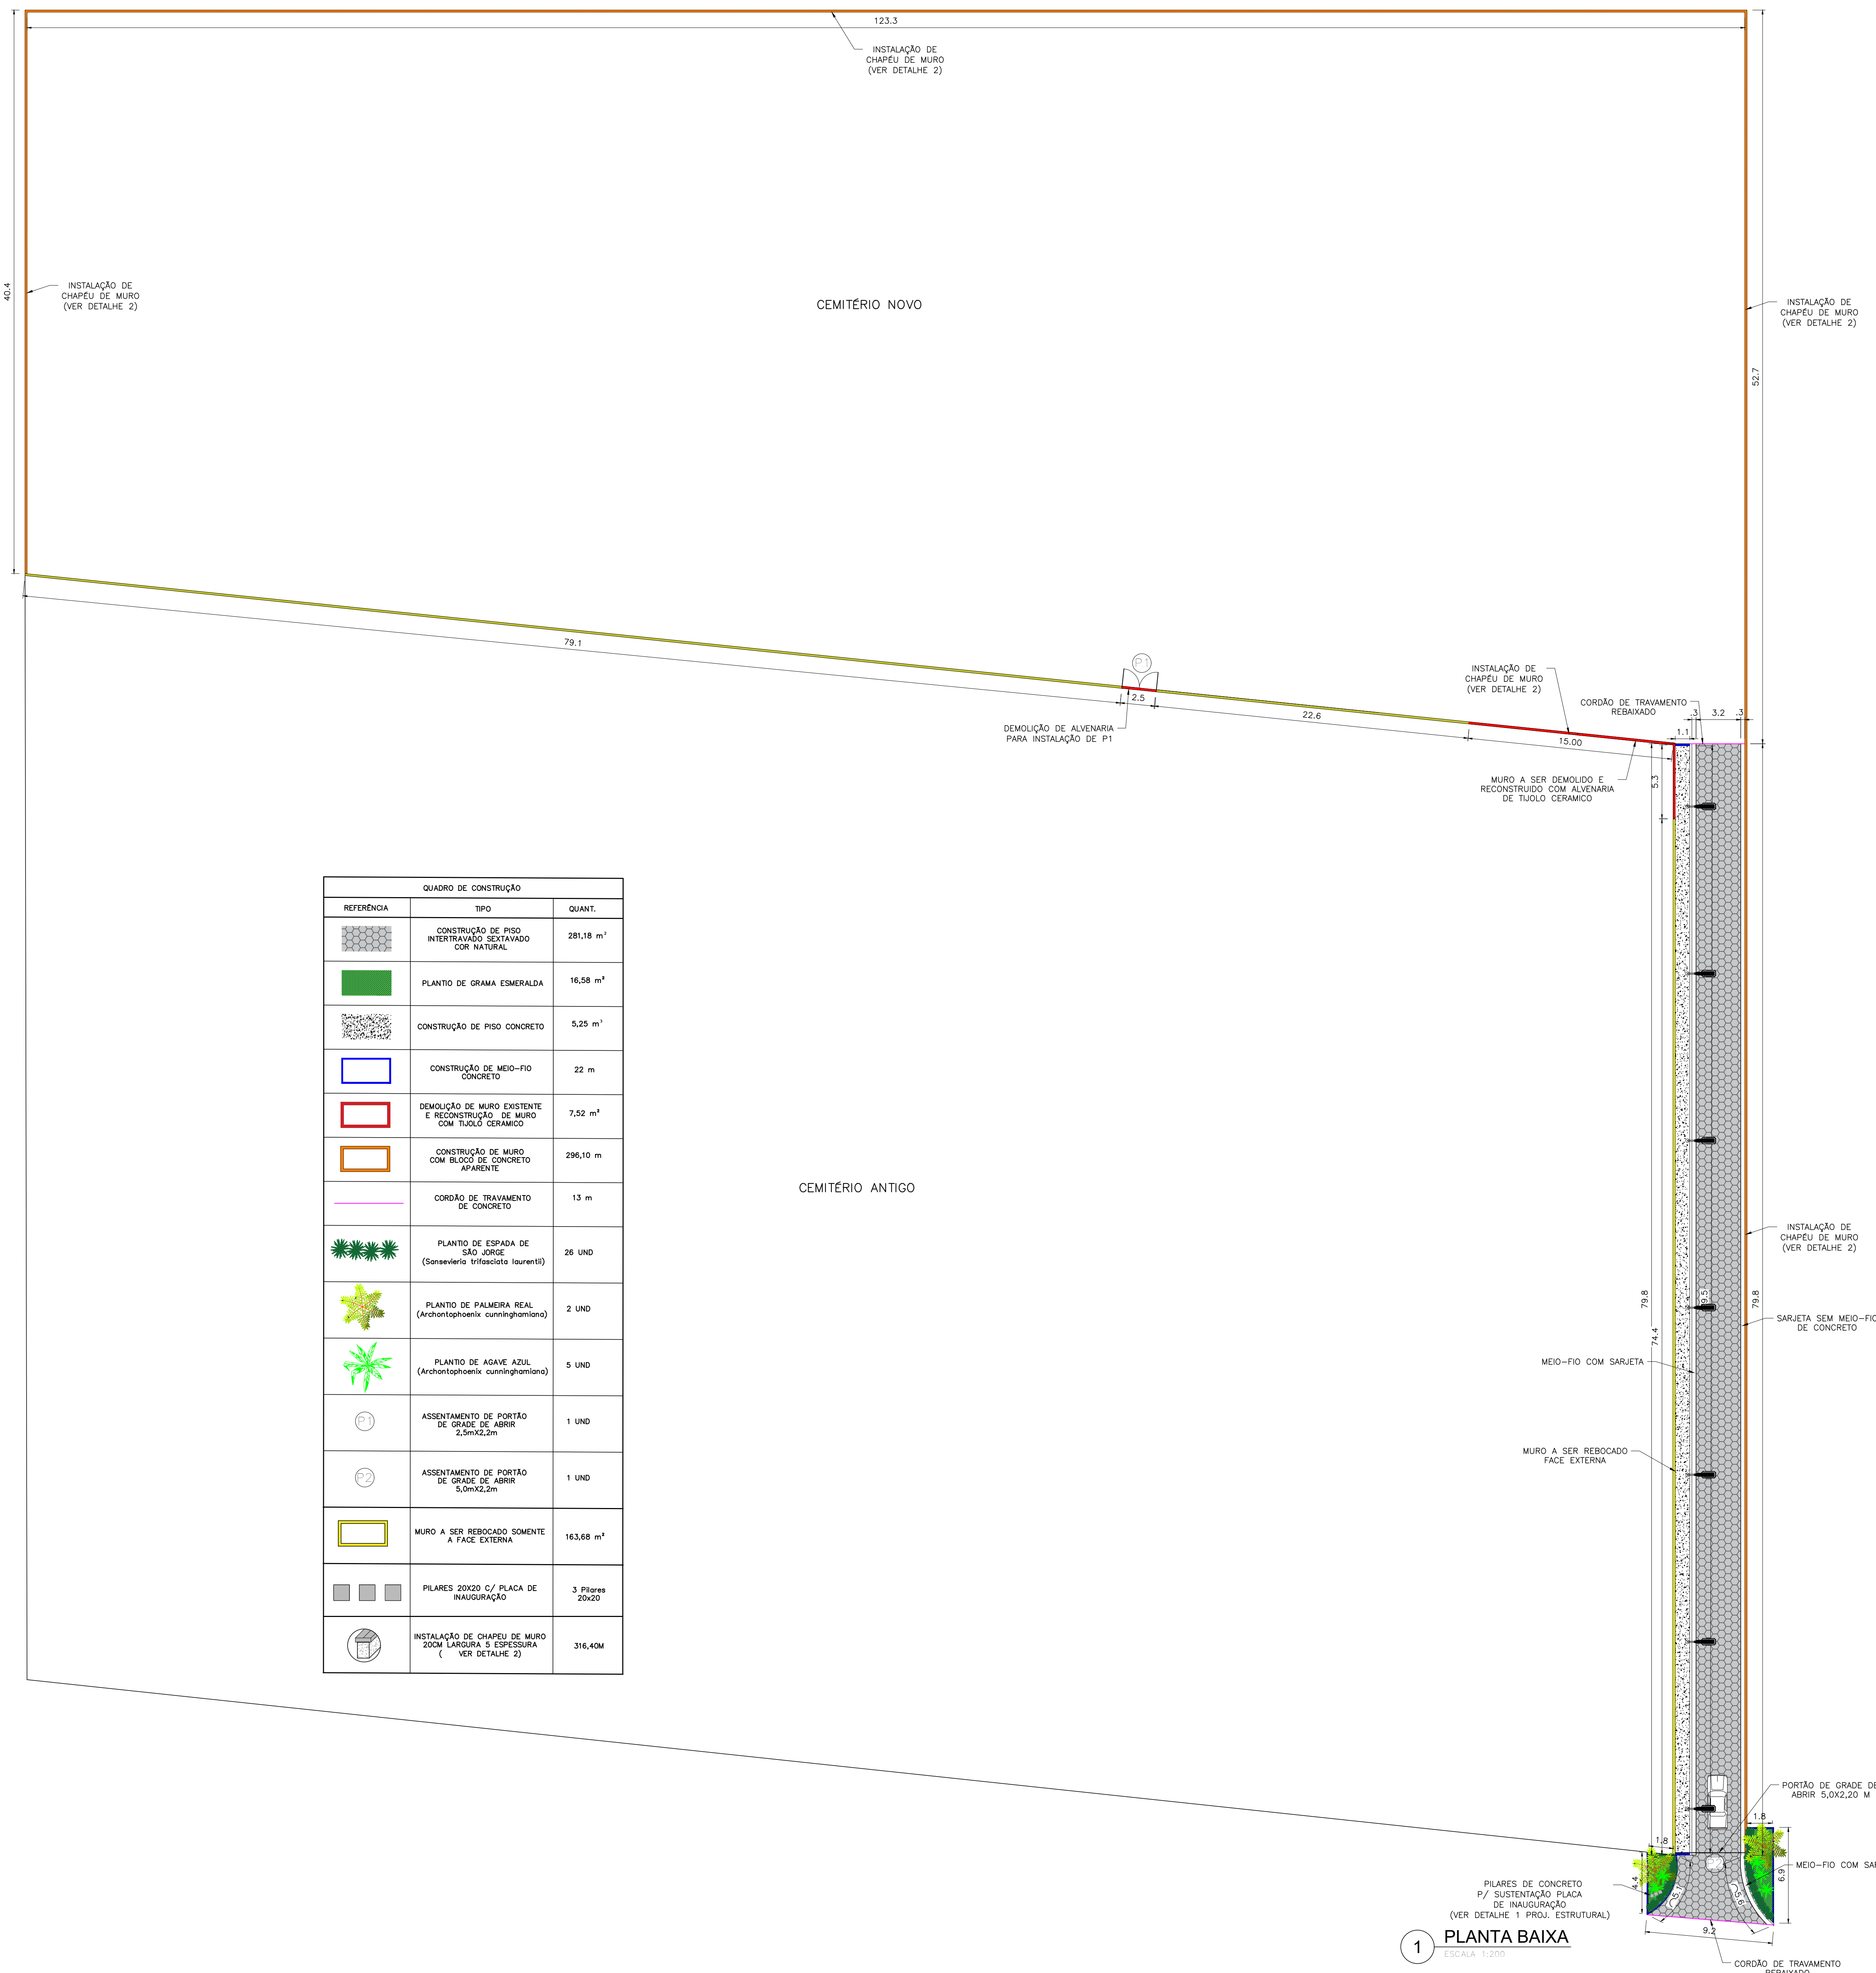 123.3
INSTALAÇÃO DE
CHAPÉU DE MURO
(VER DETALHE 2)
40.4
INSTALAÇÃO DE
CHAPÉU DE MURO
(VER DETALHE 2)
CEMITÉRIO NOVO
INSTALAÇÃO DE
CHAPÉU DE MURO
(VER DETALHE 2)
52.7
79.1
P1
2.5
DEMOLIÇÃO DE ALVENARIA
PARA INSTALAÇÃO DE P1
22.6
INSTALAÇÃO DE
CHAPÉU DE MURO
(VER DETALHE 2)
CORDÃO DE TRAVAMENTO
REBAIXADO
.3
3.2
.3
1.1
15.00
5.3
MURO A SER DEMOLIDO E
RECONSTRUIDO COM ALVENARIA
DE TIJOLO CERAMICO
QUADRO DE CONSTRUÇÃO
REFERÊNCIA TIPO QUANT.
CONSTRUÇÃO DE PISO
INTERTRAVADO SEXTAVADO
COR NATURAL
281,18 m²
PLANTIO DE GRAMA ESMERALDA
16,58 m²
CONSTRUÇÃO DE PISO CONCRETO
5,25 m³
CONSTRUÇÃO DE MEIO-FIO
CONCRETO
22 m
DEMOLIÇÃO DE MURO EXISTENTE
E RECONSTRUÇÃO DE MURO
COM TIJOLO CERAMICO
7,52 m²
CONSTRUÇÃO DE MURO
COM BLOCO DE CONCRETO
APARENTE
296,10 m
CORDÃO DE TRAVAMENTO
DE CONCRETO
13 m
PLANTIO DE ESPADA DE
SÃO JORGE
(Sansevieria trifasciata laurentii)
26 UND
PLANTIO DE PALMEIRA REAL
(Archontophoenix cunninghamiana)
2 UND
PLANTIO DE AGAVE AZUL
(Archontophoenix cunninghamiana)
5 UND
P1
ASSENTAMENTO DE PORTÃO
DE GRADE DE ABRIR
2,5mX2,2m
1 UND
P2
ASSENTAMENTO DE PORTÃO
DE GRADE DE ABRIR
5,0mX2,2m
1 UND
MURO A SER REBOCADO SOMENTE
A FACE EXTERNA
163,68 m²
PILARES 20X20 C/ PLACA DE
INAUGURAÇÃO
3 Pilares
20x20
INSTALAÇÃO DE CHAPEU DE MURO
20CM LARGURA 5 ESPESSURA
( VER DETALHE 2)
316,40M
CEMITÉRIO ANTIGO
INSTALAÇÃO DE
CHAPÉU DE MURO
(VER DETALHE 2)
79.8
74.4
79.8
SARJETA SEM MEIO-FIO
DE CONCRETO
MEIO-FIO COM SARJETA
MURO A SER REBOCADO
FACE EXTERNA
PORTÃO DE GRADE DE
ABRIR 5,0X2,20 M
1.8
1.8
P2
MEIO-FIO COM SAR
4.4
5.1
5.6
6.9
PILARES DE CONCRETO
P/ SUSTENTAÇÃO PLACA
DE INAUGURAÇÃO
(VER DETALHE 1 PROJ. ESTRUTURAL)
9.2
1
PLANTA BAIXA
ESCALA 1:200
CORDÃO DE TRAVAMENTO
REBAIXADO